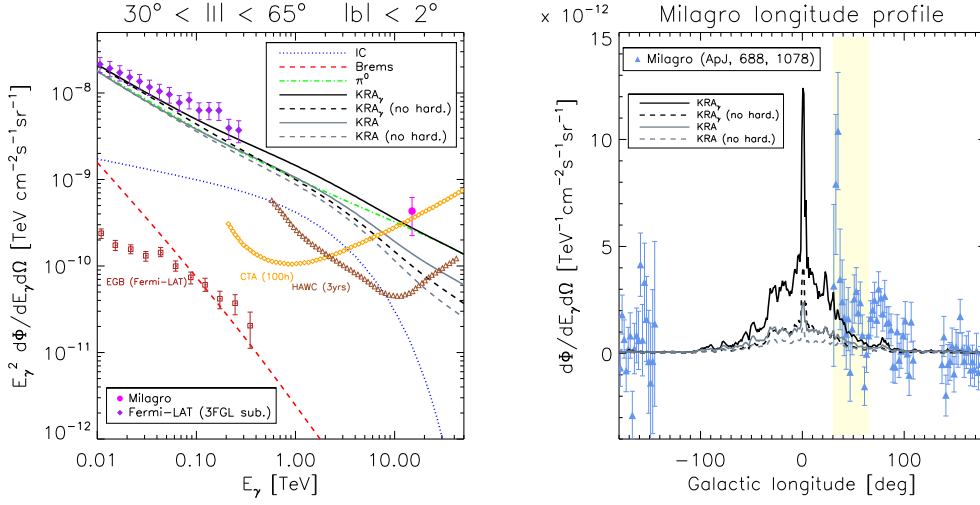 30° < |l| < 65° |b| < 2°
IC
Brems
π⁰
KRAγ
KRAγ (no hard.)
KRA
KRA (no hard.)
10⁻⁸
10⁻⁹
10⁻¹⁰
10⁻¹¹
10⁻¹²
Eγ² dΦ/dEγdΩ [TeV cm⁻²s⁻¹sr⁻¹]
CTA (100h)
HAWC (3yrs)
EGB (Fermi-LAT)
Milagro
Fermi-LAT (3FGL sub.)
0.01 0.10 1.00 10.00
Eγ [TeV]
× 10⁻¹² Milagro longitude profile
Milagro (ApJ, 688, 1078)
KRAγ
KRAγ (no hard.)
KRA
KRA (no hard.)
15
10
5
0
dΦ/dEγdΩ [TeV⁻¹cm⁻²s⁻¹sr⁻¹]
-100 0 100
Galactic longitude [deg]